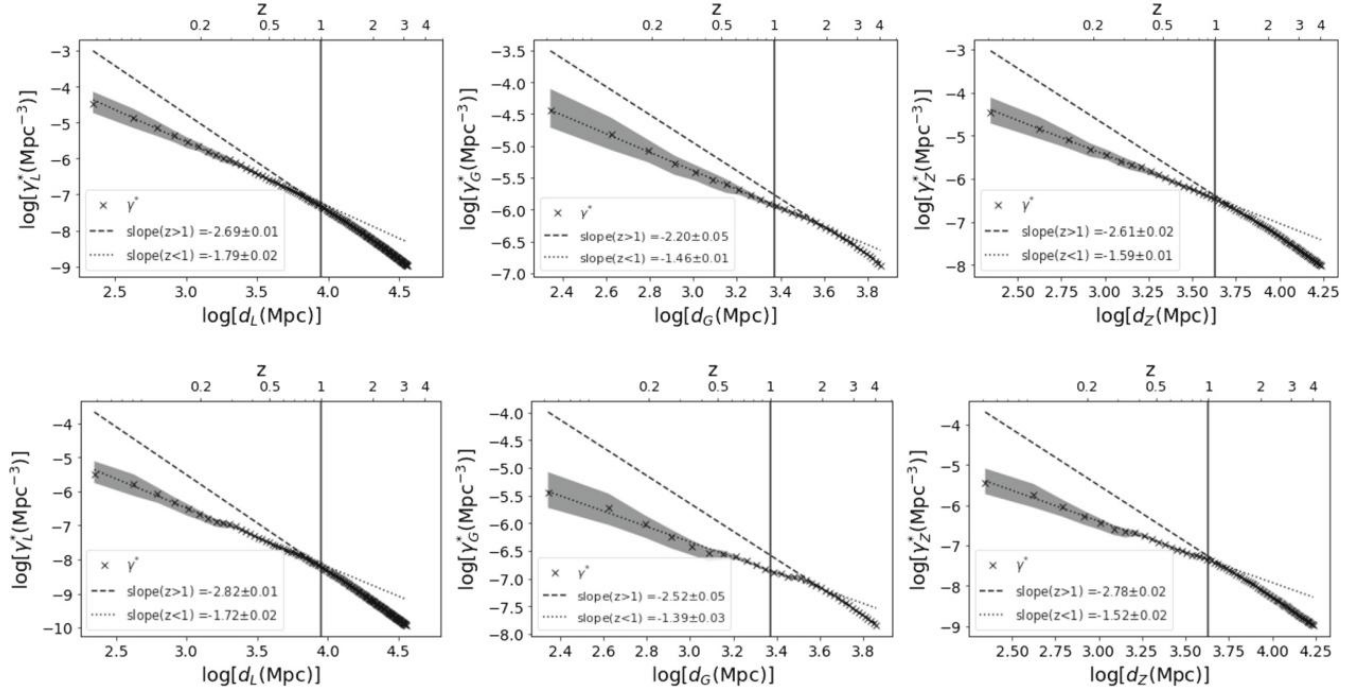 z
0.2 0.5 1 2 3 4
−3
−4
−5
−6
−7
−8
−9
log[γ*_L(Mpc⁻³)]
× γ*
slope(z>1) =-2.69±0.01
slope(z<1) =-1.79±0.02
2.5 3.0 3.5 4.0 4.5
log[d_L(Mpc)]
z
0.2 0.5 1 2 3 4
−3.5
−4.0
−4.5
−5.0
−5.5
−6.0
−6.5
−7.0
log[γ*_G(Mpc⁻³)]
× γ*
slope(z>1) =-2.20±0.05
slope(z<1) =-1.46±0.01
2.4 2.6 2.8 3.0 3.2 3.4 3.6 3.8
log[d_G(Mpc)]
z
0.2 0.5 1 2 3 4
−3
−4
−5
−6
−7
−8
log[γ*_Z(Mpc⁻³)]
× γ*
slope(z>1) =-2.61±0.02
slope(z<1) =-1.59±0.01
2.50 2.75 3.00 3.25 3.50 3.75 4.00 4.25
log[d_Z(Mpc)]
z
0.2 0.5 1 2 3 4
−4
−5
−6
−7
−8
−9
−10
log[γ*_L(Mpc⁻³)]
× γ*
slope(z>1) =-2.82±0.01
slope(z<1) =-1.72±0.02
2.5 3.0 3.5 4.0 4.5
log[d_L(Mpc)]
z
0.2 0.5 1 2 3 4
−4.0
−4.5
−5.0
−5.5
−6.0
−6.5
−7.0
−7.5
−8.0
log[γ*_G(Mpc⁻³)]
× γ*
slope(z>1) =-2.52±0.05
slope(z<1) =-1.39±0.03
2.4 2.6 2.8 3.0 3.2 3.4 3.6 3.8
log[d_G(Mpc)]
z
0.2 0.5 1 2 3 4
−4
−5
−6
−7
−8
−9
log[γ*_Z(Mpc⁻³)]
× γ*
slope(z>1) =-2.78±0.02
slope(z<1) =-1.52±0.02
2.50 2.75 3.00 3.25 3.50 3.75 4.00 4.25
log[d_Z(Mpc)]